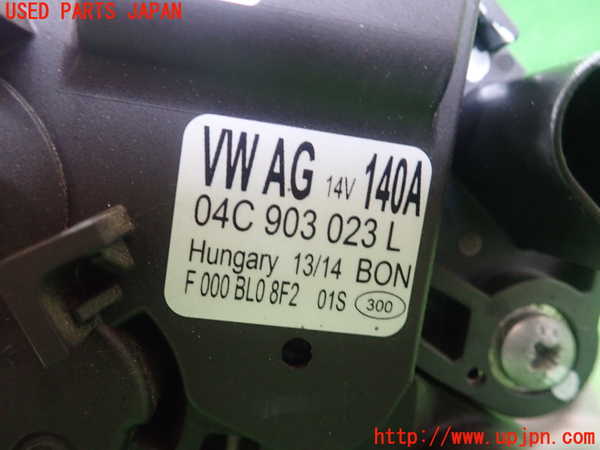 USED PARTS JAPAN
VW AG 14V 140A
04C 903 023 L
Hungary 13/14 BON
F 000 BL0 8F2 01S 300
http://www.upjpn.com/